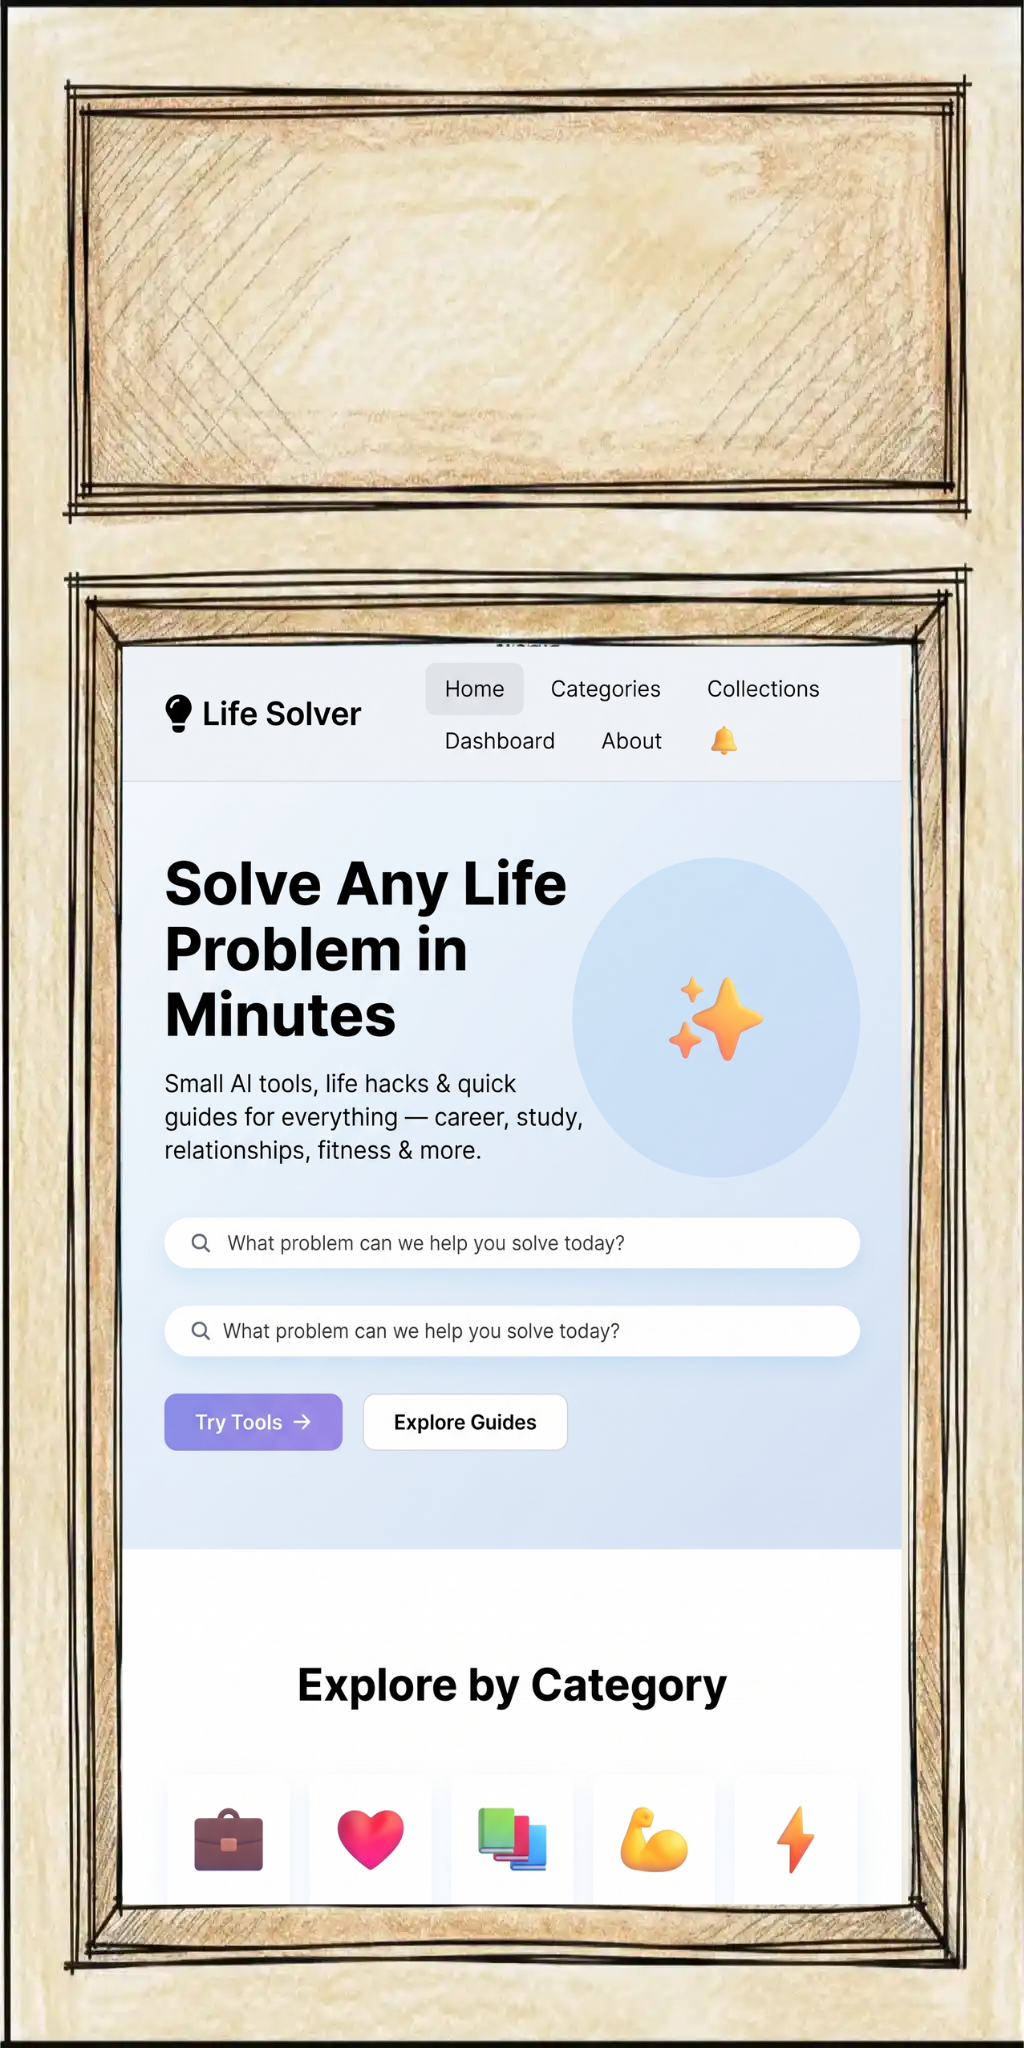 Life Solver
Home Categories Collections
Dashboard About
Solve Any Life
Problem in
Minutes
Small AI tools, life hacks & quick
guides for everything — career, study,
relationships, fitness & more.
What problem can we help you solve today?
What problem can we help you solve today?
Try Tools →
Explore Guides
Explore by Category